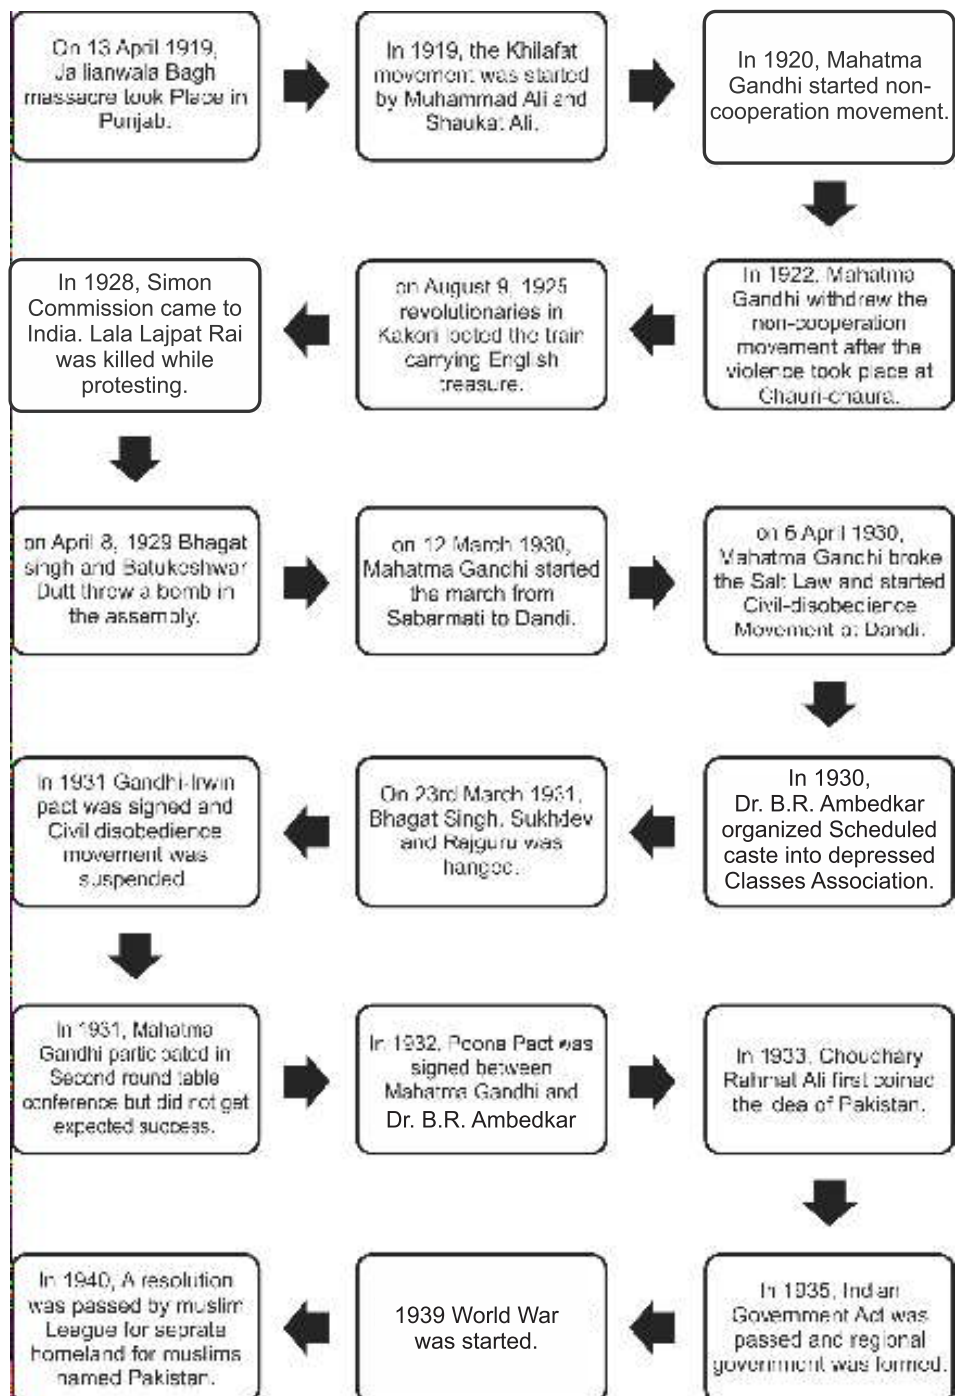 On 13 April 1919,
Jallianwala Bagh
massacre took Place in
Punjab.
In 1919, the Khilafat
movement was started
by Muhammad Ali and
Shaukat Ali.
In 1920, Mahatma
Gandhi started non-
cooperation movement.
In 1922, Mahatma
Gandhi withdrew the
non-cooperation
movement after the
violence took place at
Chauri-chaura.
on August 9, 1925
revolutionaries in
Kakori looted the train
carrying English
treasure.
In 1928, Simon
Commission came to
India. Lala Lajpat Rai
was killed while
protesting.
on April 8, 1929 Bhagat
singh and Batukeshwar
Dutt threw a bomb in
the assembly.
on 12 March 1930,
Mahatma Gandhi started
the march from
Sabarmati to Dandi.
on 6 April 1930,
Mahatma Gandhi broke
the Salt Law and started
Civil-disobedience
Movement at Dandi.
In 1930,
Dr. B.R. Ambedkar
organized Scheduled
caste into depressed
Classes Association.
On 23rd March 1931,
Bhagat Singh, Sukhdev
and Rajguru was
hanged.
In 1931 Gandhi-Irwin
pact was signed and
Civil disobedience
movement was
suspended.
In 1931, Mahatma
Gandhi participated in
Second round table
conference but did not get
expected success.
In 1932, Poona Pact was
signed between
Mahatma Gandhi and
Dr. B.R. Ambedkar
In 1933, Choudhary
Rahmat Ali first coined
the idea of Pakistan.
In 1935, Indian
Government Act was
passed and regional
government was formed.
1939 World War
was started.
In 1940, A resolution
was passed by muslim
League for seprate
homeland for muslims
named Pakistan.